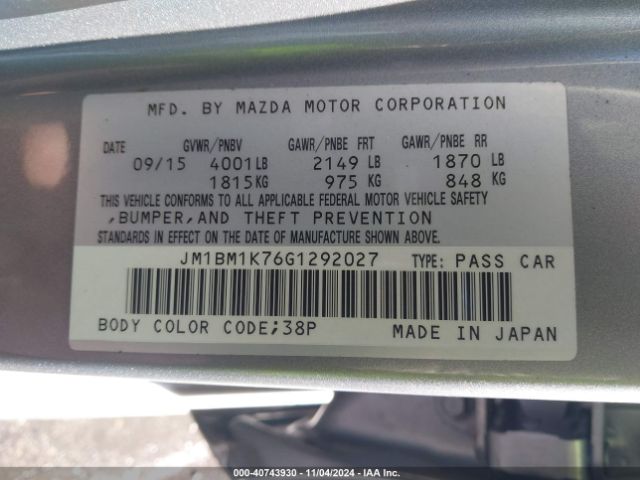 MFD. BY MAZDA MOTOR CORPORATION
DATE GVWR/PNBV GAWR/PNBE FRT GAWR/PNBE RR
09/15 4001 LB 2149 LB 1870 LB
1815 KG 975 KG 848 KG
THIS VEHICLE CONFORMS TO ALL APPLICABLE FEDERAL MOTOR VEHICLE SAFETY
,BUMPER,AND THEFT PREVENTION
STANDARDS IN EFFECT ON THE DATE OF MANUFACTURE SHOWN ABOVE.
JM1BM1K76G1292027 TYPE: PASS CAR
BODY COLOR CODE;38P MADE IN JAPAN
000-40743930 - 11/04/2024 - IAA Inc.